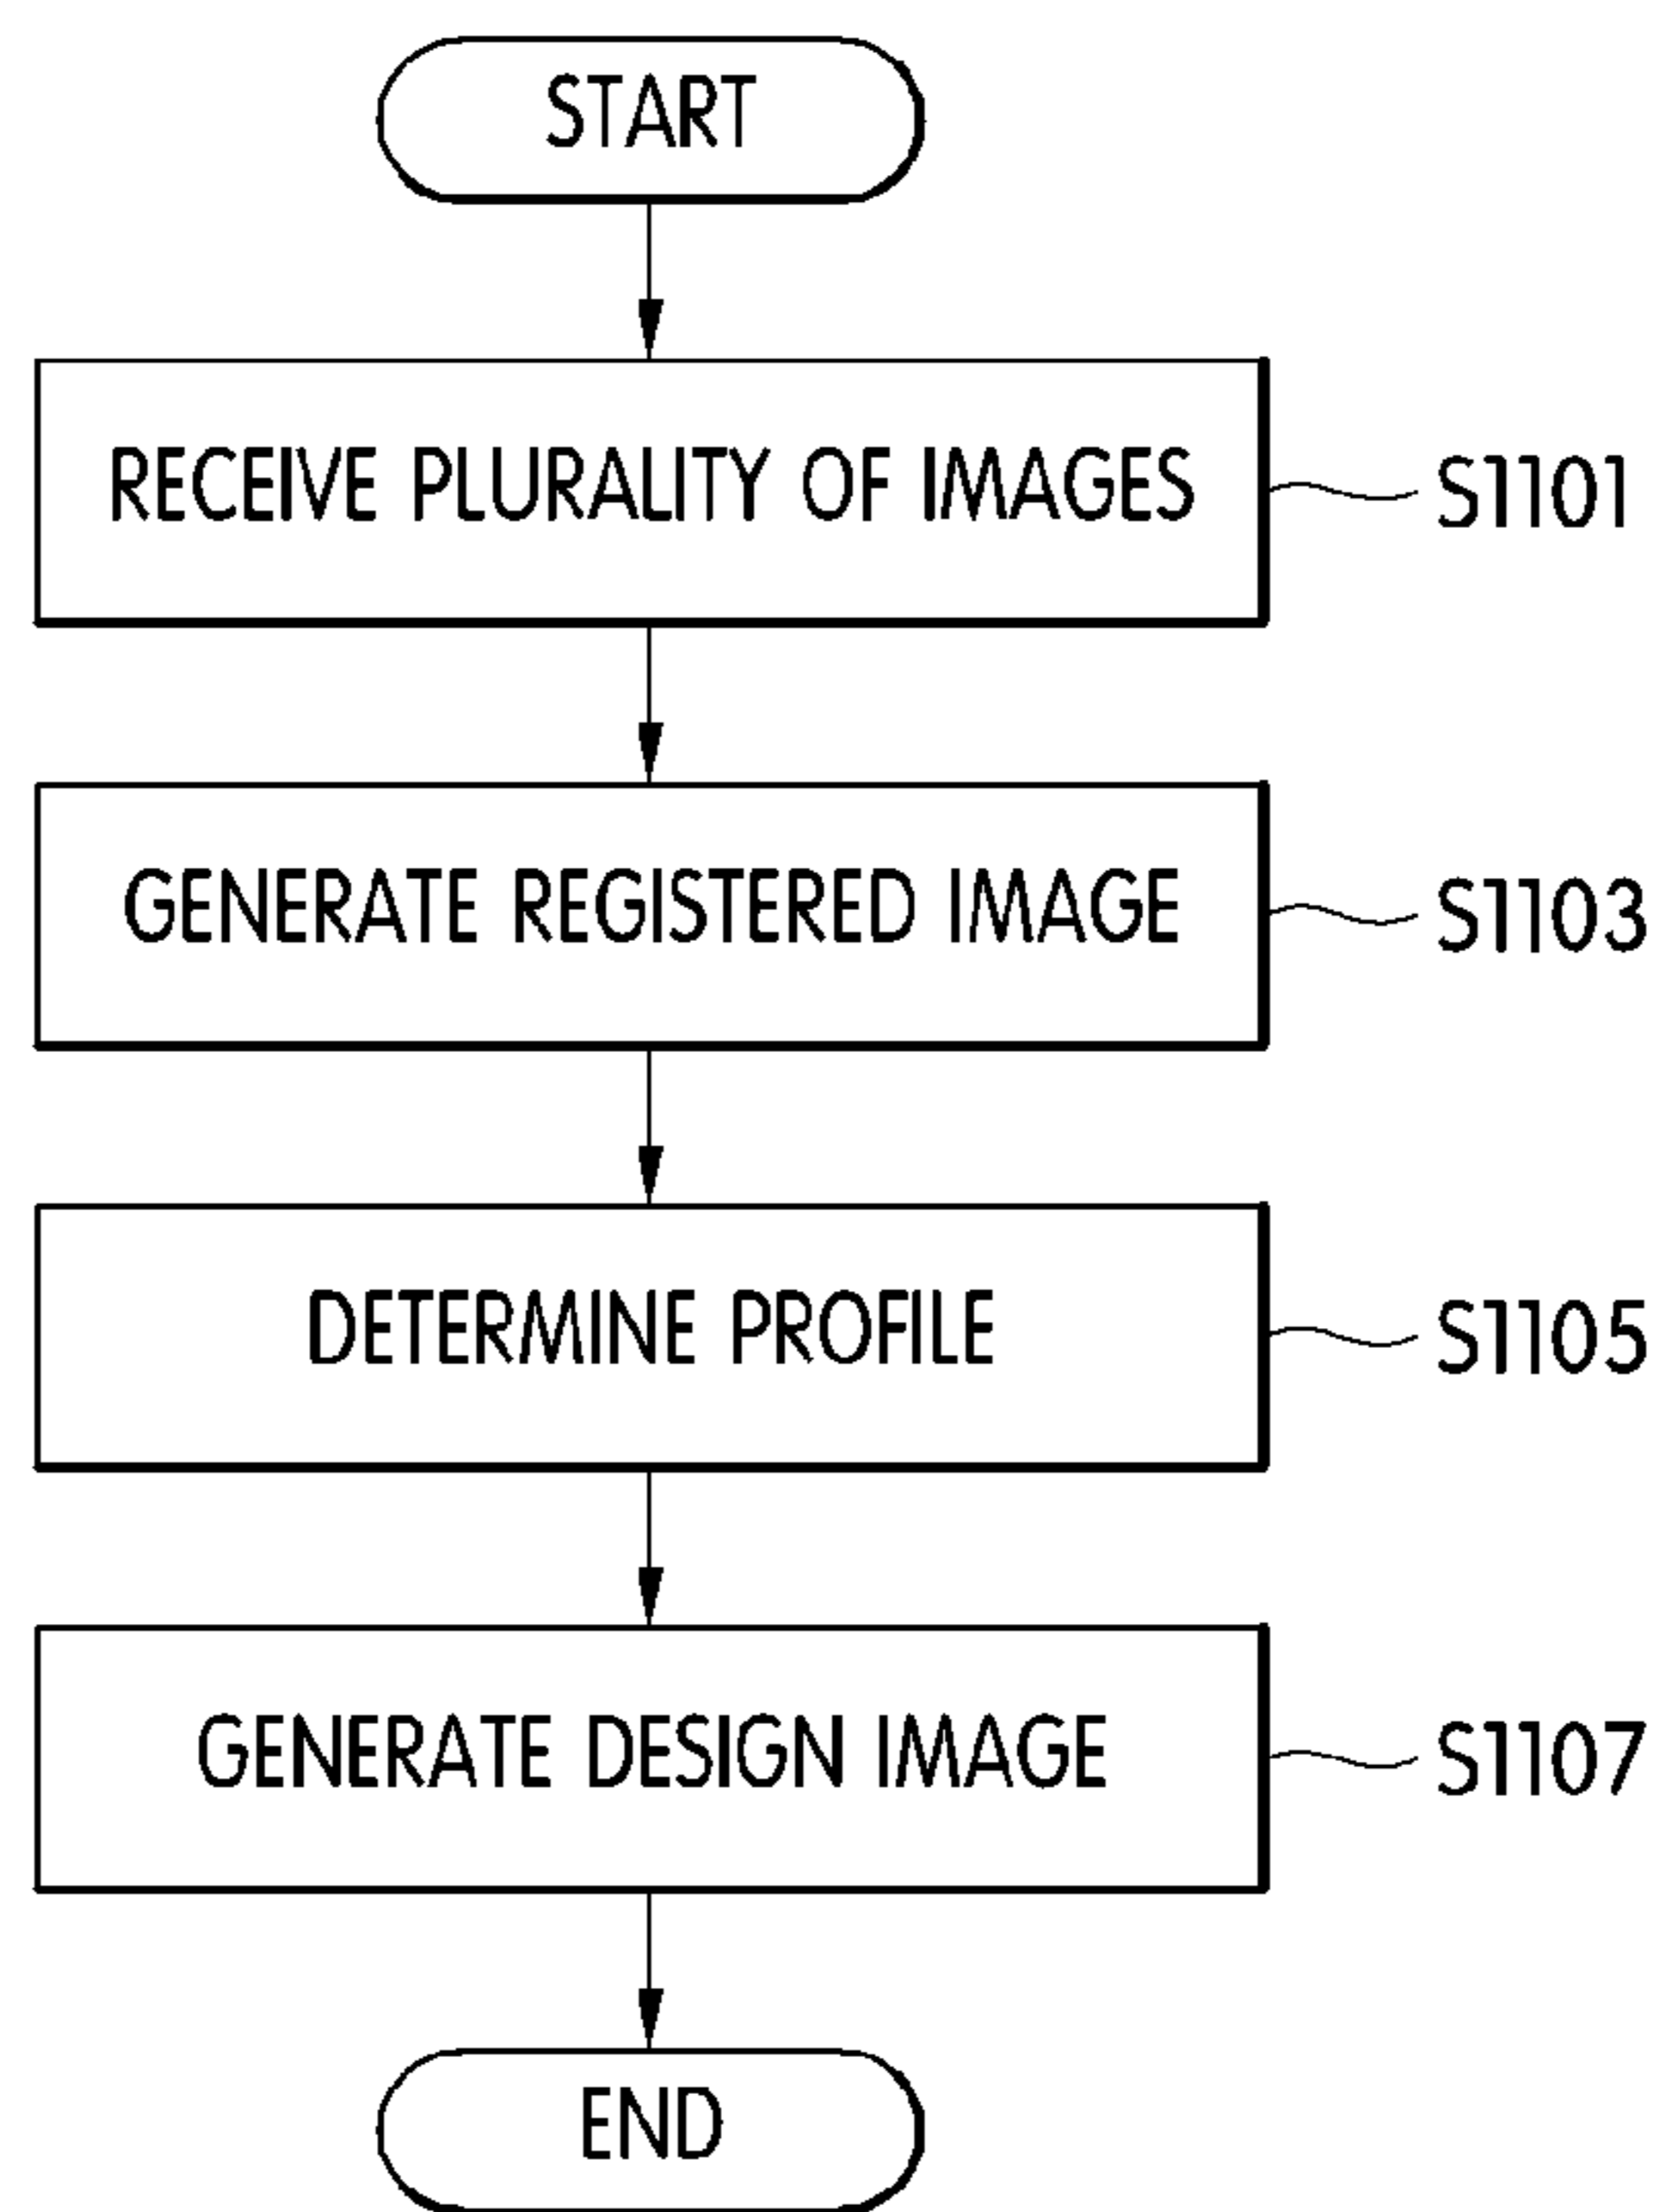 START
RECEIVE PLURALITY OF IMAGES
S1101
GENERATE REGISTERED IMAGE
S1103
DETERMINE PROFILE
S1105
GENERATE DESIGN IMAGE
S1107
END